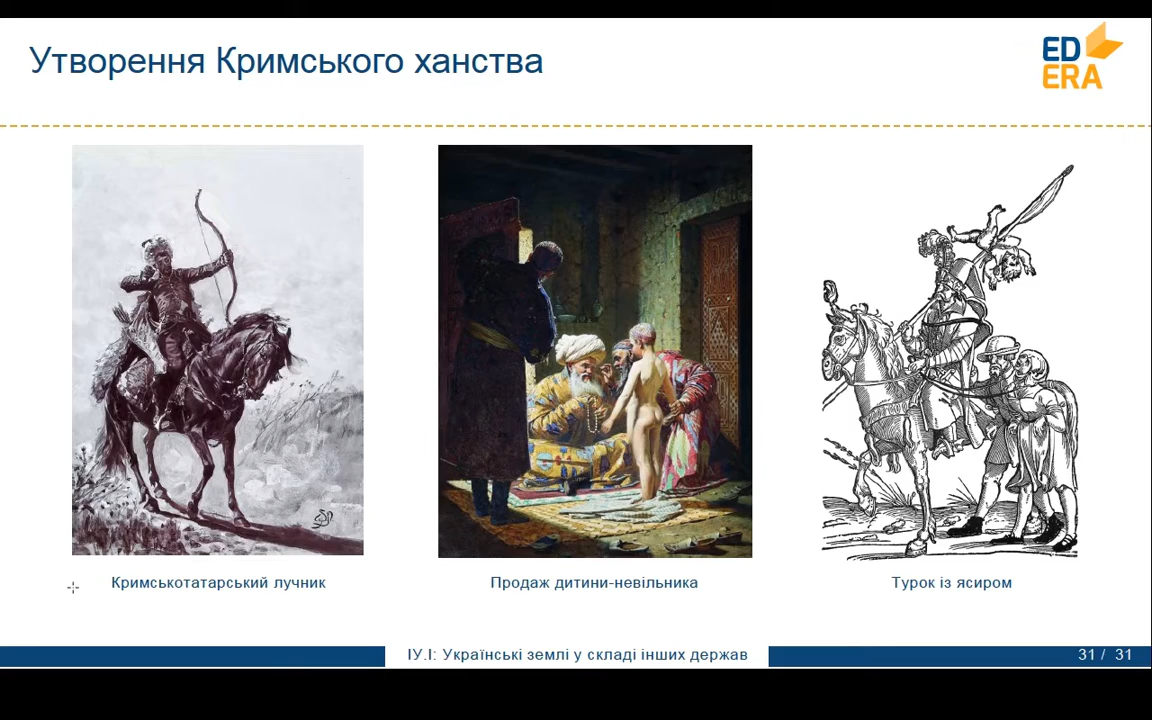 Утворення Кримського ханства
ED
ERA
Кримськотатарський лучник
Продаж дитини-невільника
Турок із ясиром
ІУ.І: Українські землі у складі інших держав
31 / 31